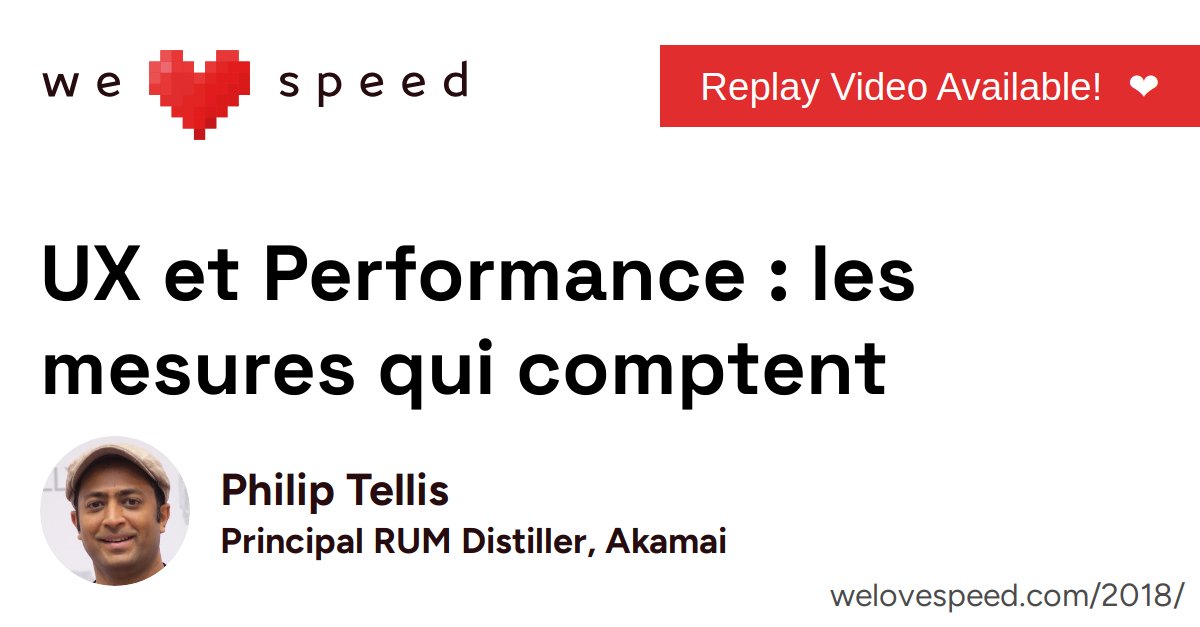 we ❤ speed
Replay Video Available! ❤
UX et Performance : les
mesures qui comptent
Philip Tellis
Principal RUM Distiller, Akamai
welovespeed.com/2018/